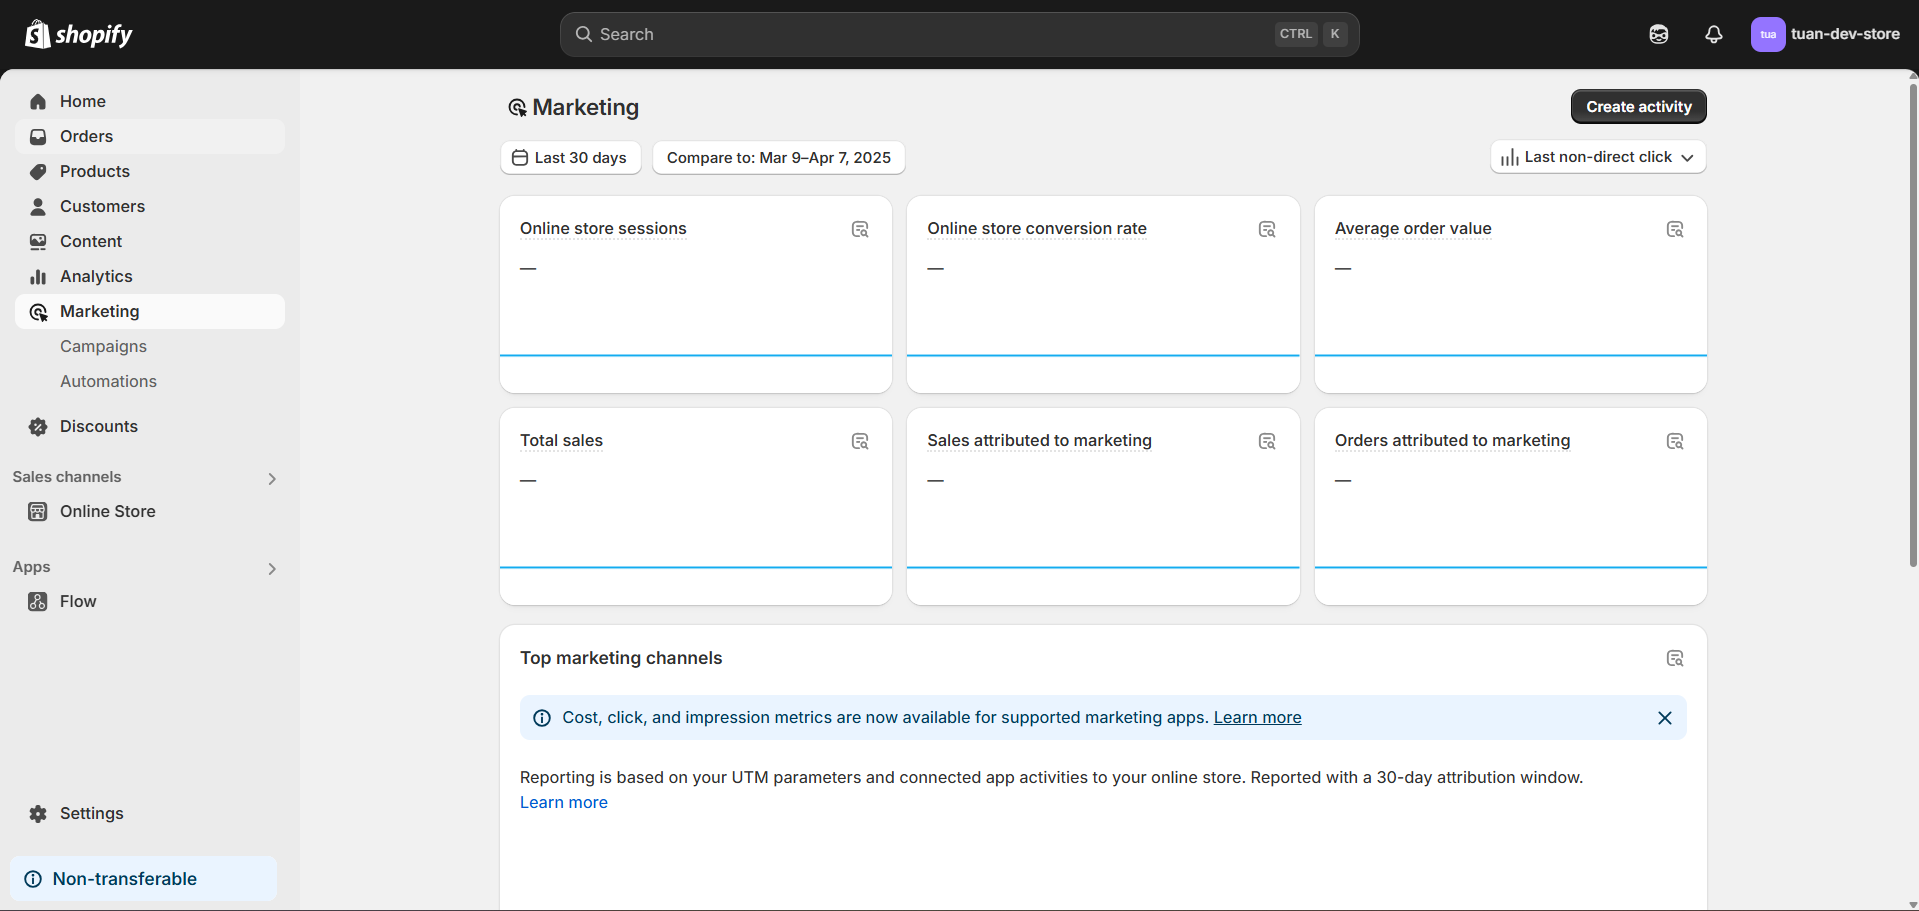 shopify
Search
CTRL K
tua
tuan-dev-store
Home
Orders
Products
Customers
Content
Analytics
Marketing
Campaigns
Automations
Discounts
Sales channels
Online Store
Apps
Flow
Settings
Non-transferable
Marketing
Create activity
Last 30 days
Compare to: Mar 9–Apr 7, 2025
Last non-direct click
Online store sessions
—
Online store conversion rate
—
Average order value
—
Total sales
—
Sales attributed to marketing
—
Orders attributed to marketing
—
Top marketing channels
Cost, click, and impression metrics are now available for supported marketing apps. Learn more
Reporting is based on your UTM parameters and connected app activities to your online store. Reported with a 30-day attribution window.
Learn more